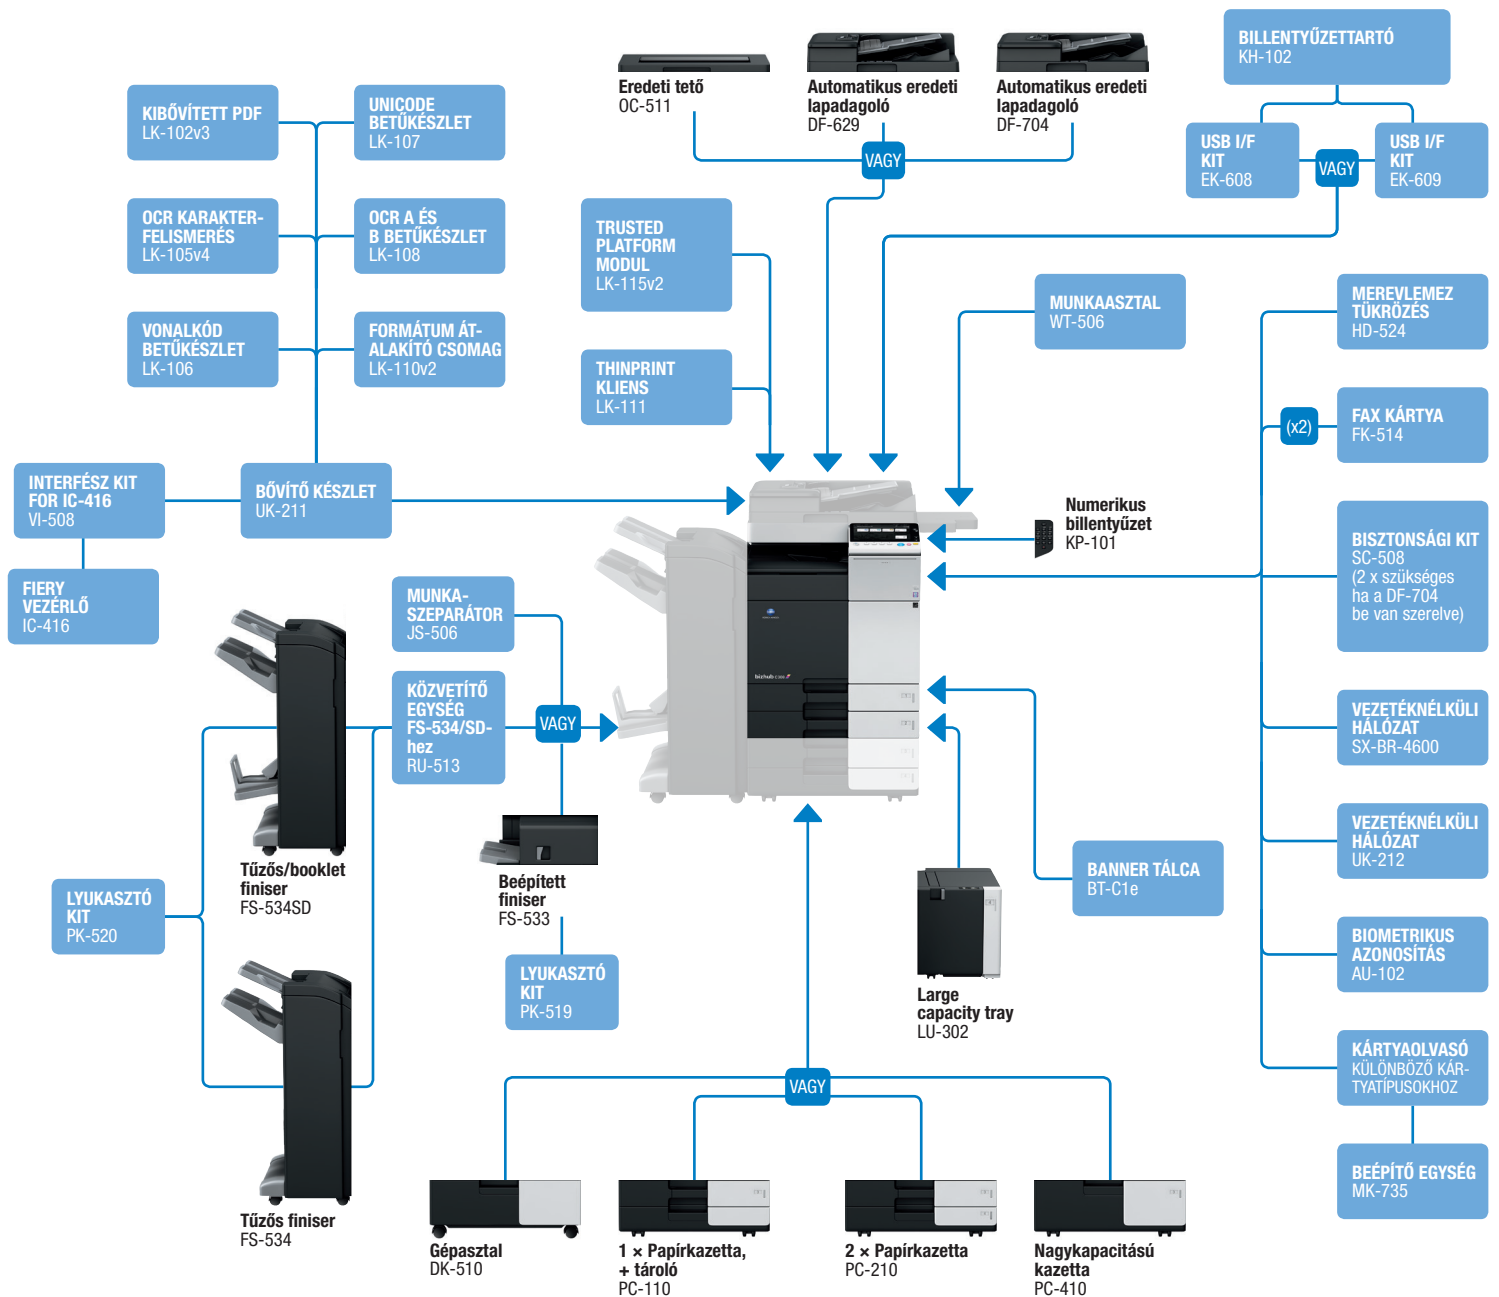 Eredeti tető
OC-511
Automatikus eredeti
lapadagoló
DF-629
Automatikus eredeti
lapadagoló
DF-704
VAGY
BILLENTYŰZETTARTÓ
KH-102
USB I/F
KIT
EK-608
VAGY
USB I/F
KIT
EK-609
KIBŐVÍTETT PDF
LK-102v3
UNICODE
BETŰKÉSZLET
LK-107
OCR KARAKTER-
FELISMERÉS
LK-105v4
OCR A ÉS
B BETŰKÉSZLET
LK-108
VONALKÓD
BETŰKÉSZLET
LK-106
FORMÁTUM ÁT-
ALAKÍTÓ CSOMAG
LK-110v2
TRUSTED
PLATFORM
MODUL
LK-115v2
THINPRINT
KLIENS
LK-111
MUNKAASZTAL
WT-506
MEREVLEMEZ
TÜKRÖZÉS
HD-524
(x2)
FAX KÁRTYA
FK-514
INTERFÉSZ KIT
FOR IC-416
VI-508
BŐVÍTŐ KÉSZLET
UK-211
FIERY
VEZÉRLŐ
IC-416
Numerikus
billentyűzet
KP-101
BISZTONSÁGI KIT
SC-508
(2 x szükséges
ha a DF-704
be van szerelve)
MUNKA-
SZEPARÁTOR
JS-506
KÖZVETÍTŐ
EGYSÉG
FS-534/SD-
hez
RU-513
VAGY
bizhub C368
VEZETÉKNÉLKÜLI
HÁLÓZAT
SX-BR-4600
VEZETÉKNÉLKÜLI
HÁLÓZAT
UK-212
Tűzős/booklet
finiser
FS-534SD
Beépített
finiser
FS-533
BANNER TÁLCA
BT-C1e
LYUKASZTÓ
KIT
PK-520
LYUKASZTÓ
KIT
PK-519
Large
capacity tray
LU-302
BIOMETRIKUS
AZONOSÍTÁS
AU-102
KÁRTYAOLVASÓ
KÜLÖNBÖZŐ KÁR-
TYATÍPUSOKHOZ
BEÉPÍTŐ EGYSÉG
MK-735
VAGY
Tűzős finiser
FS-534
Gépasztal
DK-510
1 × Papírkazetta,
+ tároló
PC-110
2 × Papírkazetta
PC-210
Nagykapacitású
kazetta
PC-410